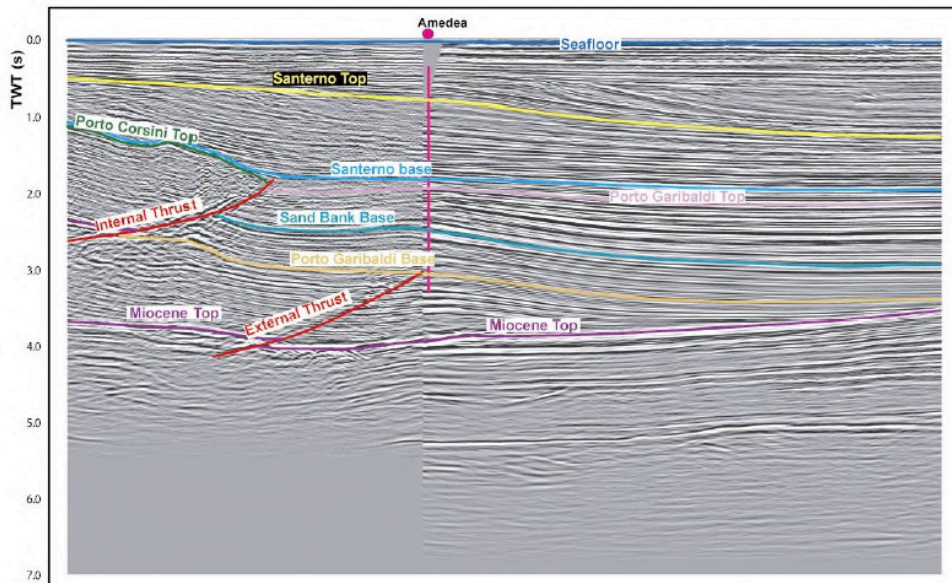 Amedea
TWT (s)
0.0
Seafloor
Santerno Top
1.0
Porto Corsini Top
Santerno base
2.0
Porto Garibaldi Top
Internal Thrust
Sand Bank Base
Porto Garibaldi Base
3.0
External Thrust
Miocene Top
Miocene Top
4.0
5.0
6.0
7.0